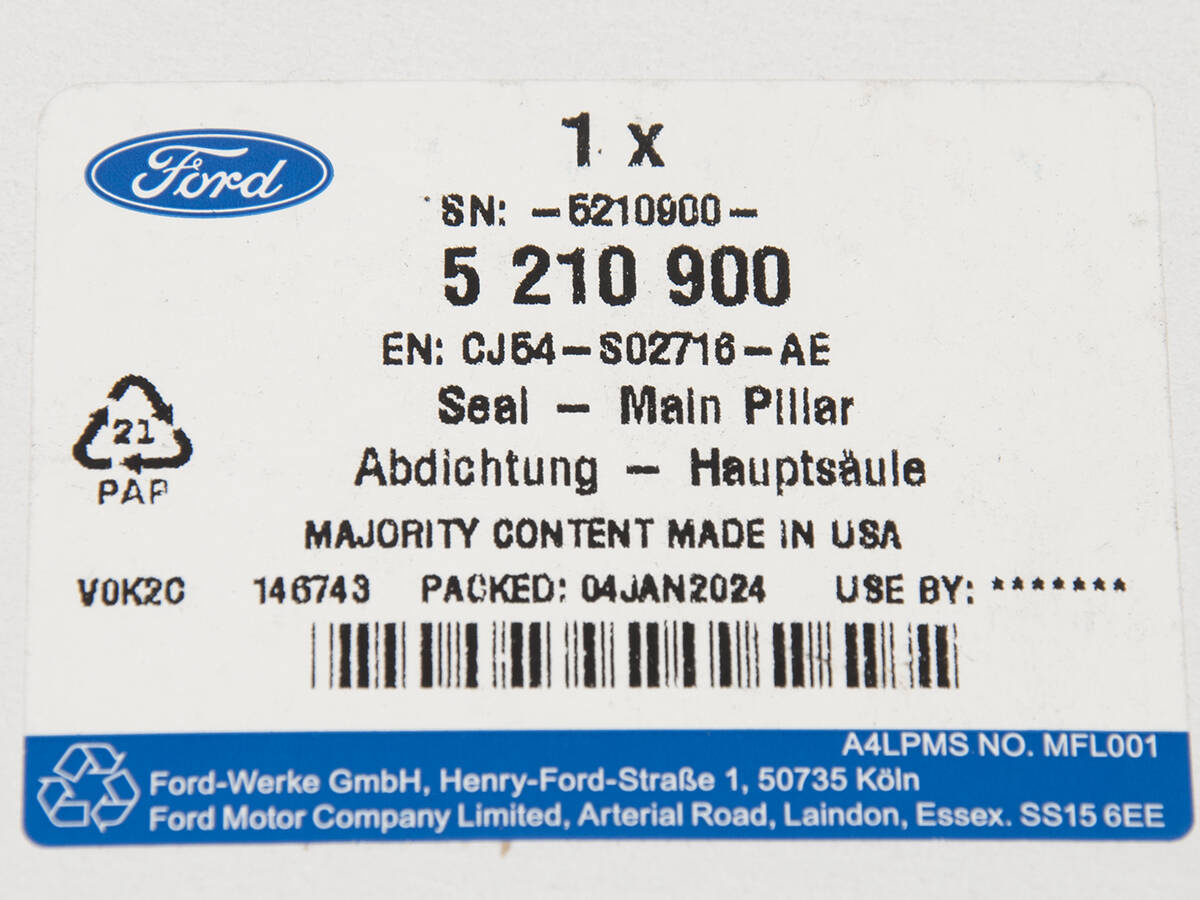 Ford
1 x
SN: -5210900-
5 210 900
EN: CJ54-S02716-AE
Seal - Main Pillar
Abdichtung - Hauptsäule
21
PAP
MAJORITY CONTENT MADE IN USA
V0K2C 146743 PACKED: 04JAN2024 USE BY: *******
A4LPMS NO. MFL001
Ford-Werke GmbH, Henry-Ford-Straße 1, 50735 Köln
Ford Motor Company Limited, Arterial Road, Laindon, Essex. SS15 6EE